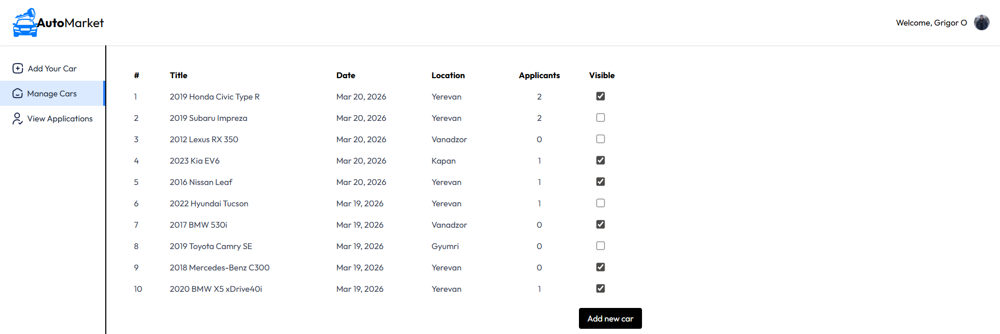 AutoMarket
Welcome, Grigor O
Add Your Car
Manage Cars
View Applications
# Title Date Location Applicants Visible
1 2019 Honda Civic Type R Mar 20, 2026 Yerevan 2
2 2019 Subaru Impreza Mar 20, 2026 Yerevan 2
3 2012 Lexus RX 350 Mar 20, 2026 Vanadzor 0
4 2023 Kia EV6 Mar 20, 2026 Kapan 1
5 2016 Nissan Leaf Mar 20, 2026 Yerevan 1
6 2022 Hyundai Tucson Mar 19, 2026 Yerevan 1
7 2017 BMW 530i Mar 19, 2026 Vanadzor 0
8 2019 Toyota Camry SE Mar 19, 2026 Gyumri 0
9 2018 Mercedes-Benz C300 Mar 19, 2026 Yerevan 0
10 2020 BMW X5 xDrive40i Mar 19, 2026 Yerevan 1
Add new car